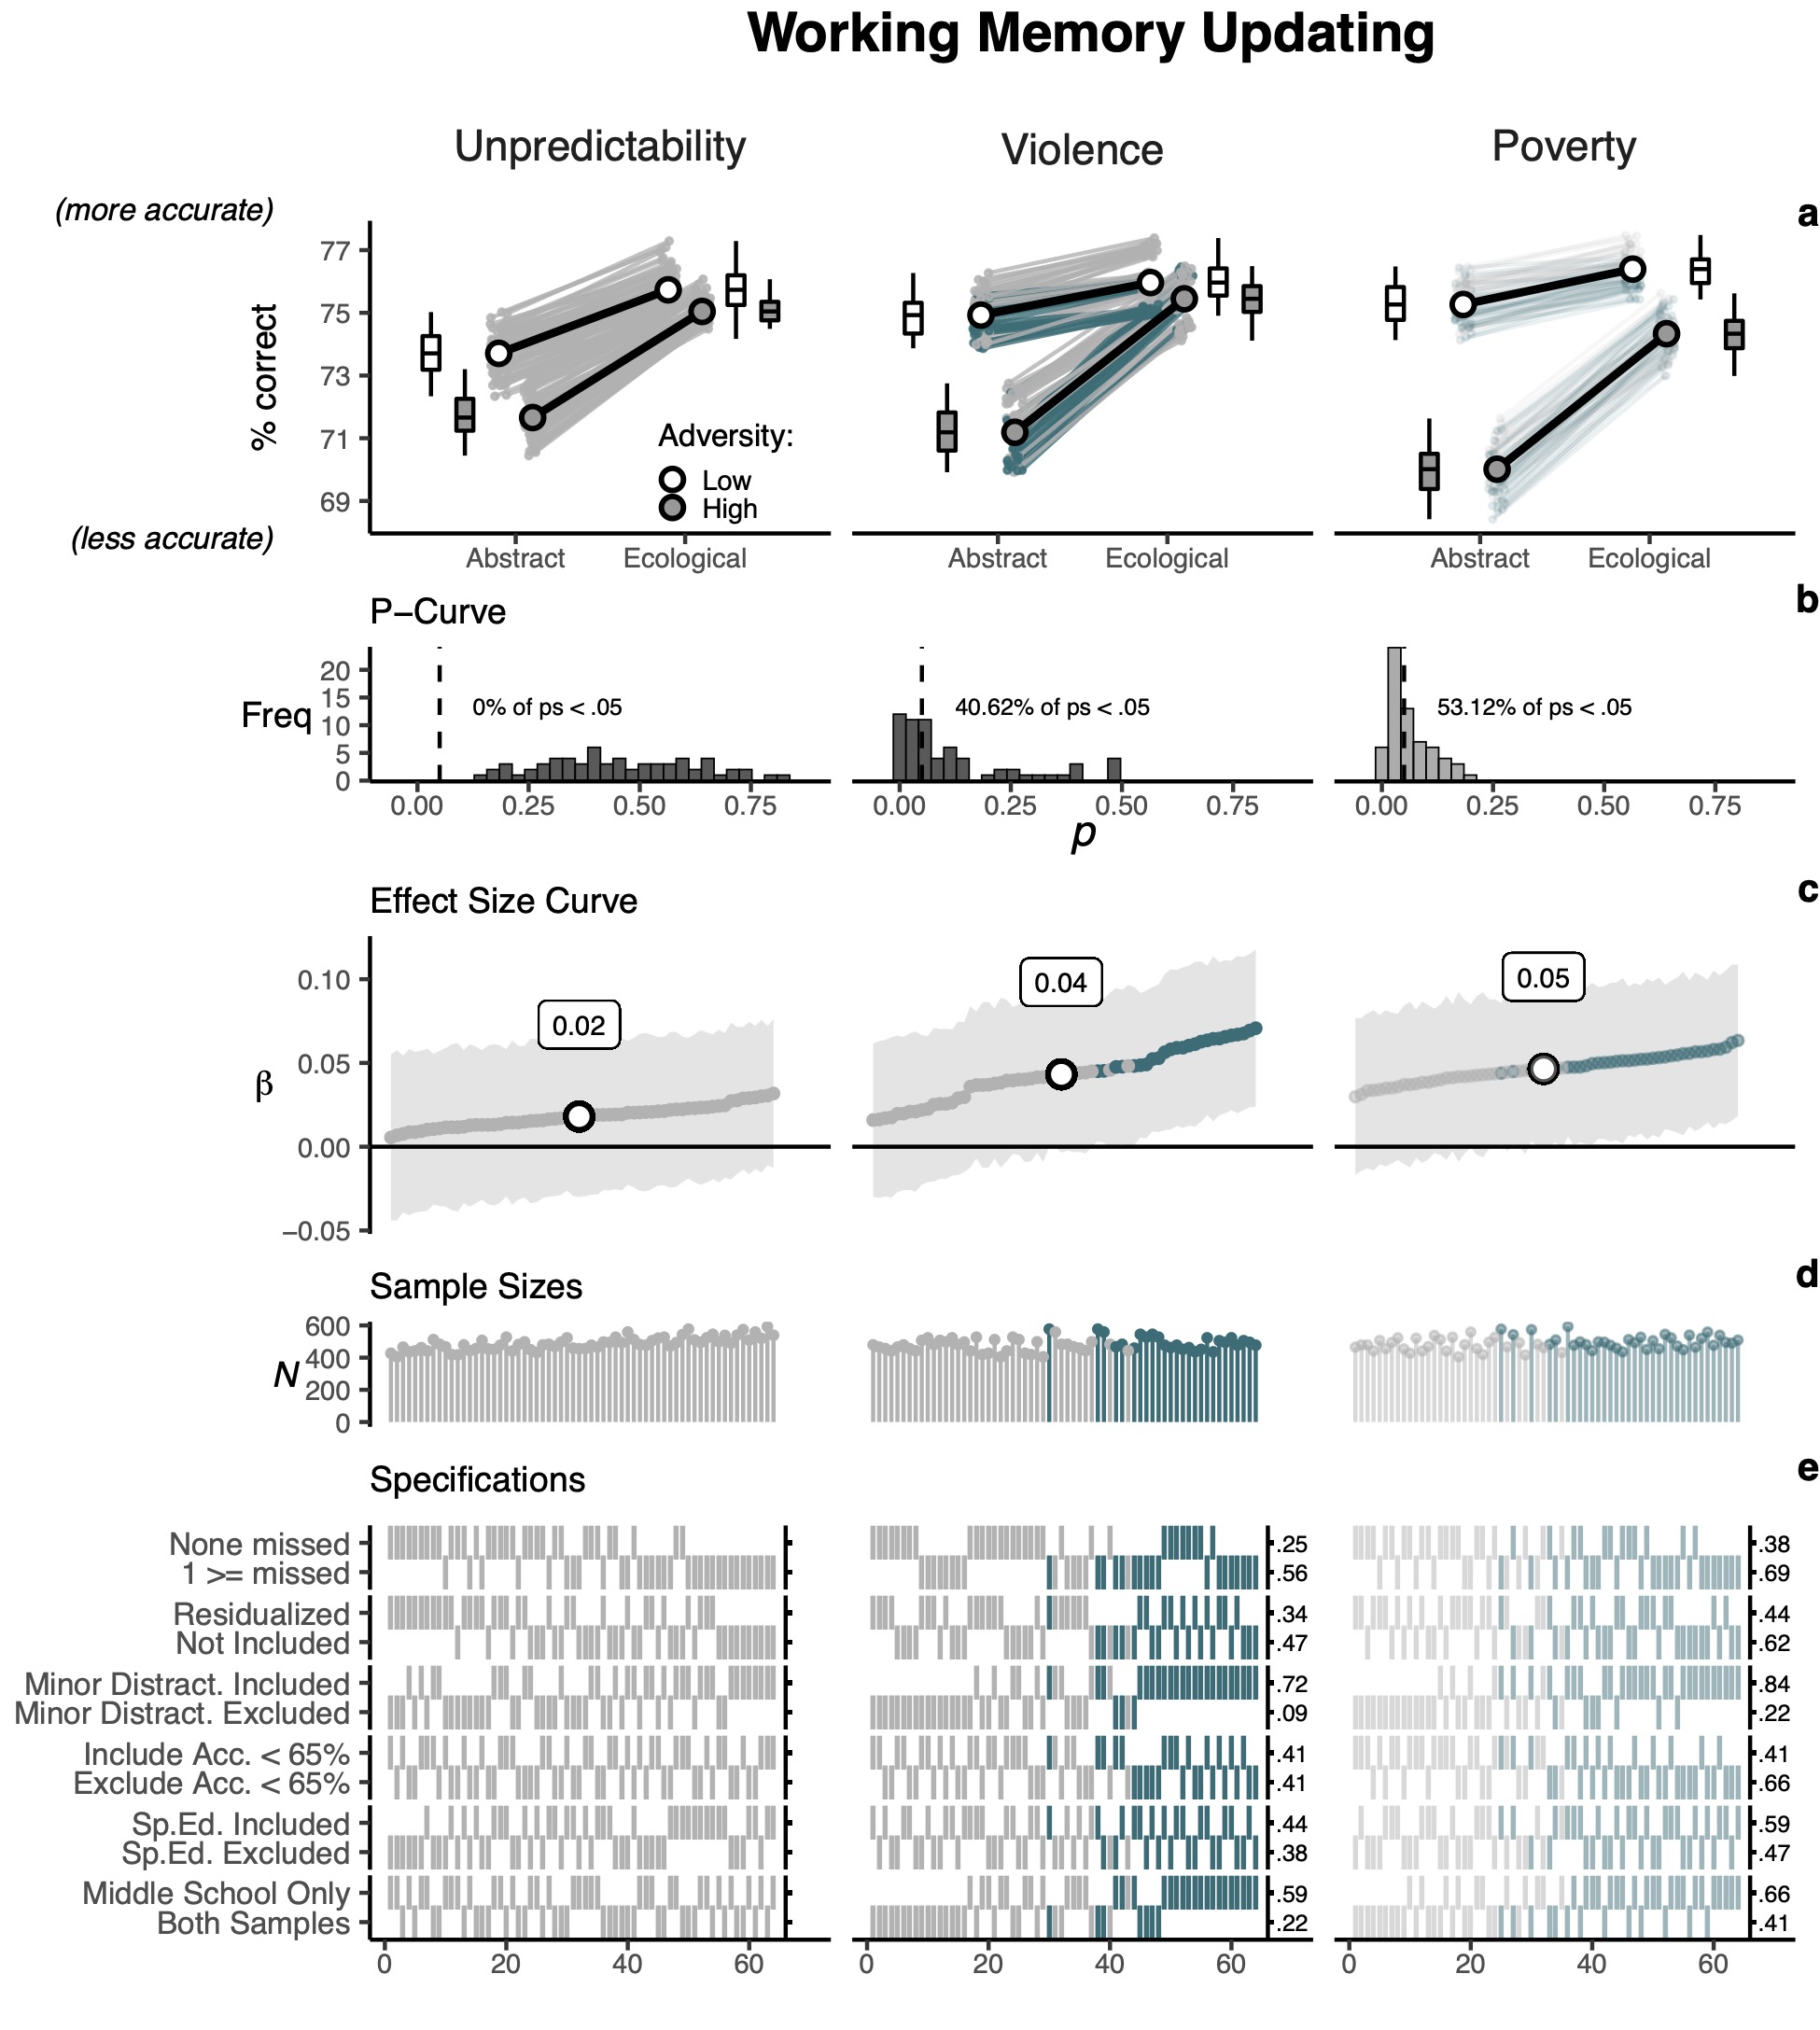 Working Memory Updating
Unpredictability
Violence
Poverty
(more accurate)
a
77
75
73
71
69
% correct
Adversity:
Low
High
(less accurate)
Abstract
Ecological
Abstract
Ecological
Abstract
Ecological
P−Curve
b
20
15
10
5
0
Freq
0% of ps < .05
40.62% of ps < .05
53.12% of ps < .05
0.00
0.25
0.50
0.75
0.00
0.25
0.50
0.75
0.00
0.25
0.50
0.75
p
Effect Size Curve
c
0.10
0.05
0.00
−0.05
β
0.02
0.04
0.05
Sample Sizes
d
600
400
200
0
N
Specifications
e
None missed
.25
.38
1 >= missed
.56
.69
Residualized
.34
.44
Not Included
.47
.62
Minor Distract. Included
.72
.84
Minor Distract. Excluded
.09
.22
Include Acc. < 65%
.41
.41
Exclude Acc. < 65%
.41
.66
Sp.Ed. Included
.44
.59
Sp.Ed. Excluded
.38
.47
Middle School Only
.59
.66
Both Samples
.22
.41
0
20
40
60
0
20
40
60
0
20
40
60